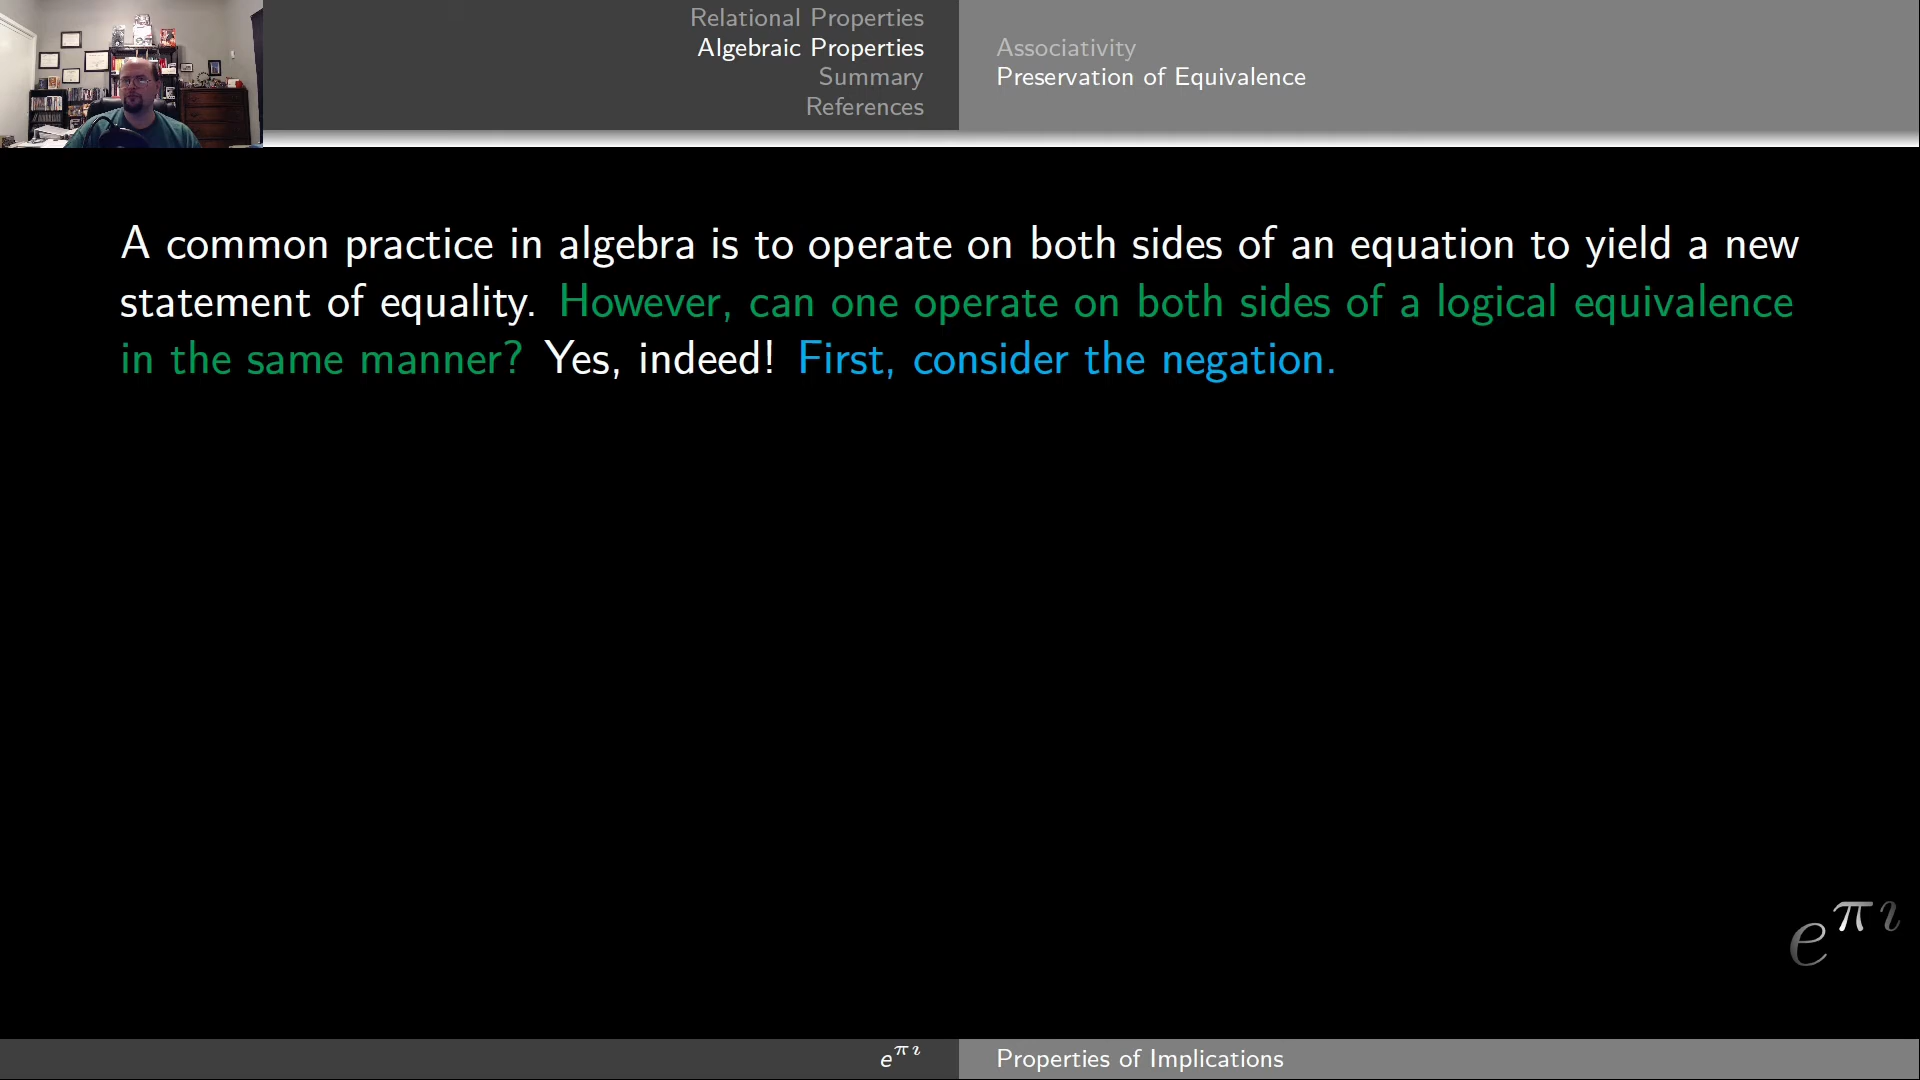 Relational Properties
Algebraic Properties
Summary
References
Associativity
Preservation of Equivalence
A common practice in algebra is to operate on both sides of an equation to yield a new
statement of equality. However, can one operate on both sides of a logical equivalence
in the same manner? Yes, indeed! First, consider the negation.
e^{πı}
e^{πı}
Properties of Implications